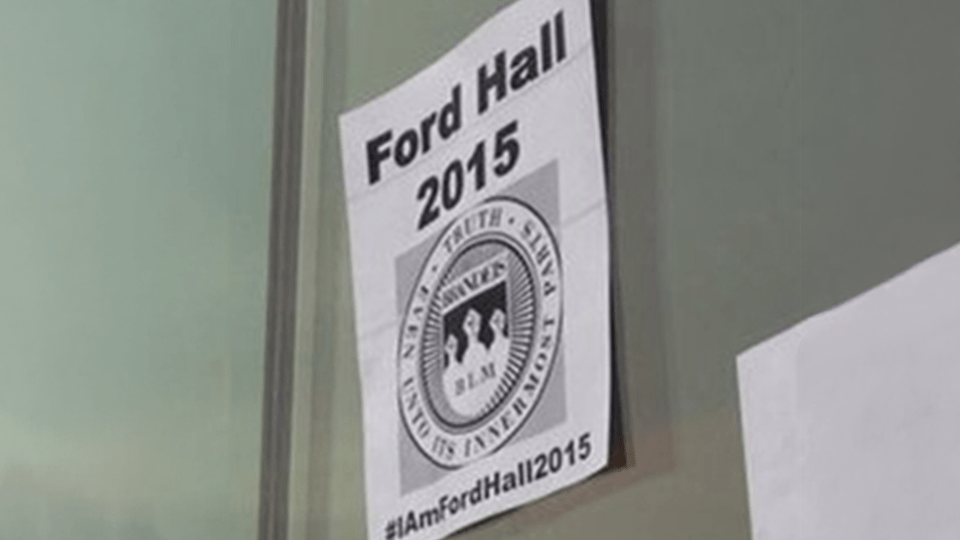 Ford Hall
2015
TRUTH · EVEN UNTO ITS INNERMOST PARTS ·
BRANDEIS
BLM
#IAmFordHall2015